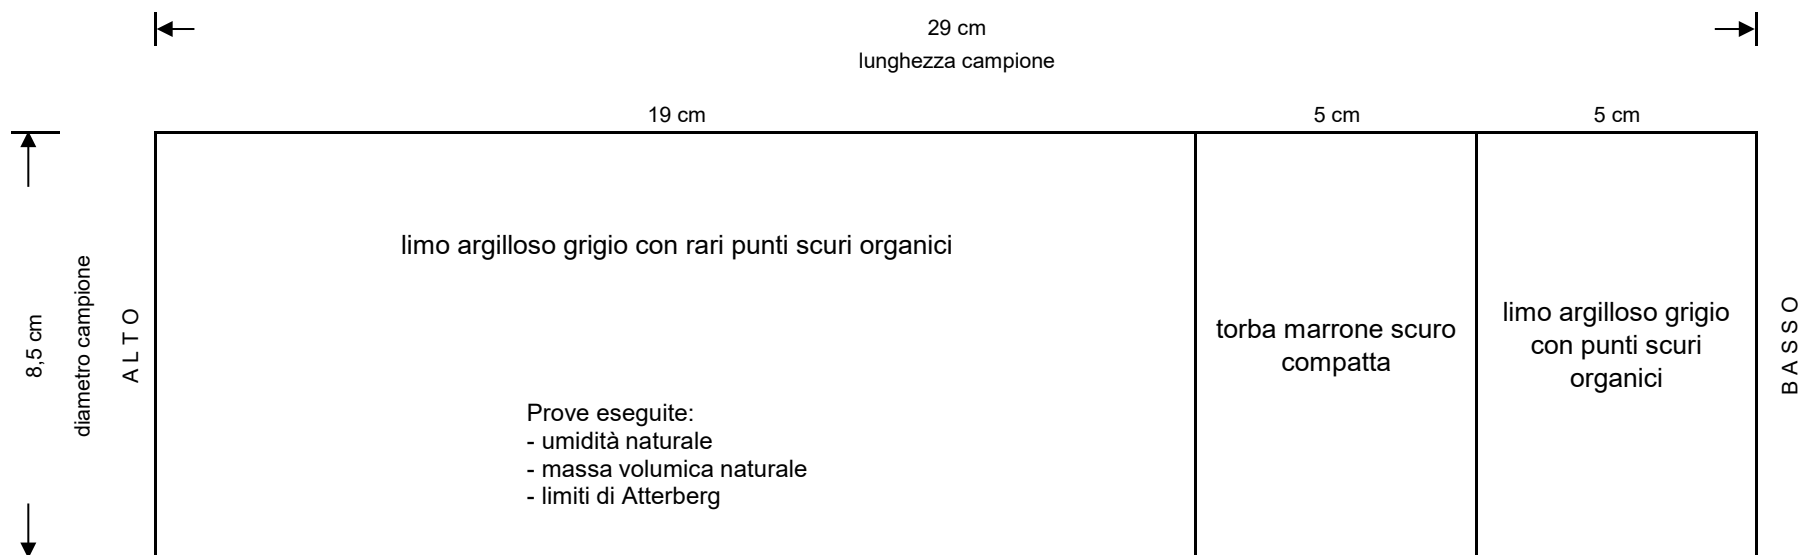 29 cm
lunghezza campione
19 cm
5 cm
5 cm
8,5 cm
diametro campione
ALTO
limo argilloso grigio con rari punti scuri organici
Prove eseguite:
- umidità naturale
- massa volumica naturale
- limiti di Atterberg
torba marrone scuro
compatta
limo argilloso grigio
con punti scuri
organici
BASSO